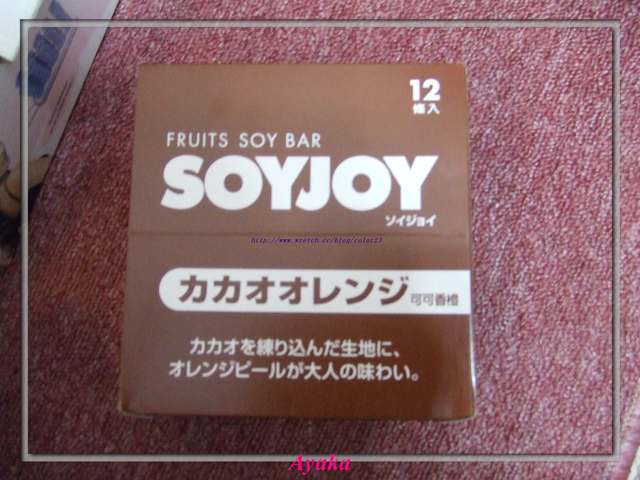 12
條入
FRUITS SOY BAR
SOYJOY
ソイジョイ
http://www.wretch.cc/blog/color23
カカオオレンジ 可可香橙
カカオを練り込んだ生地に、
オレンジピールが大人の味わい。
Ayaka